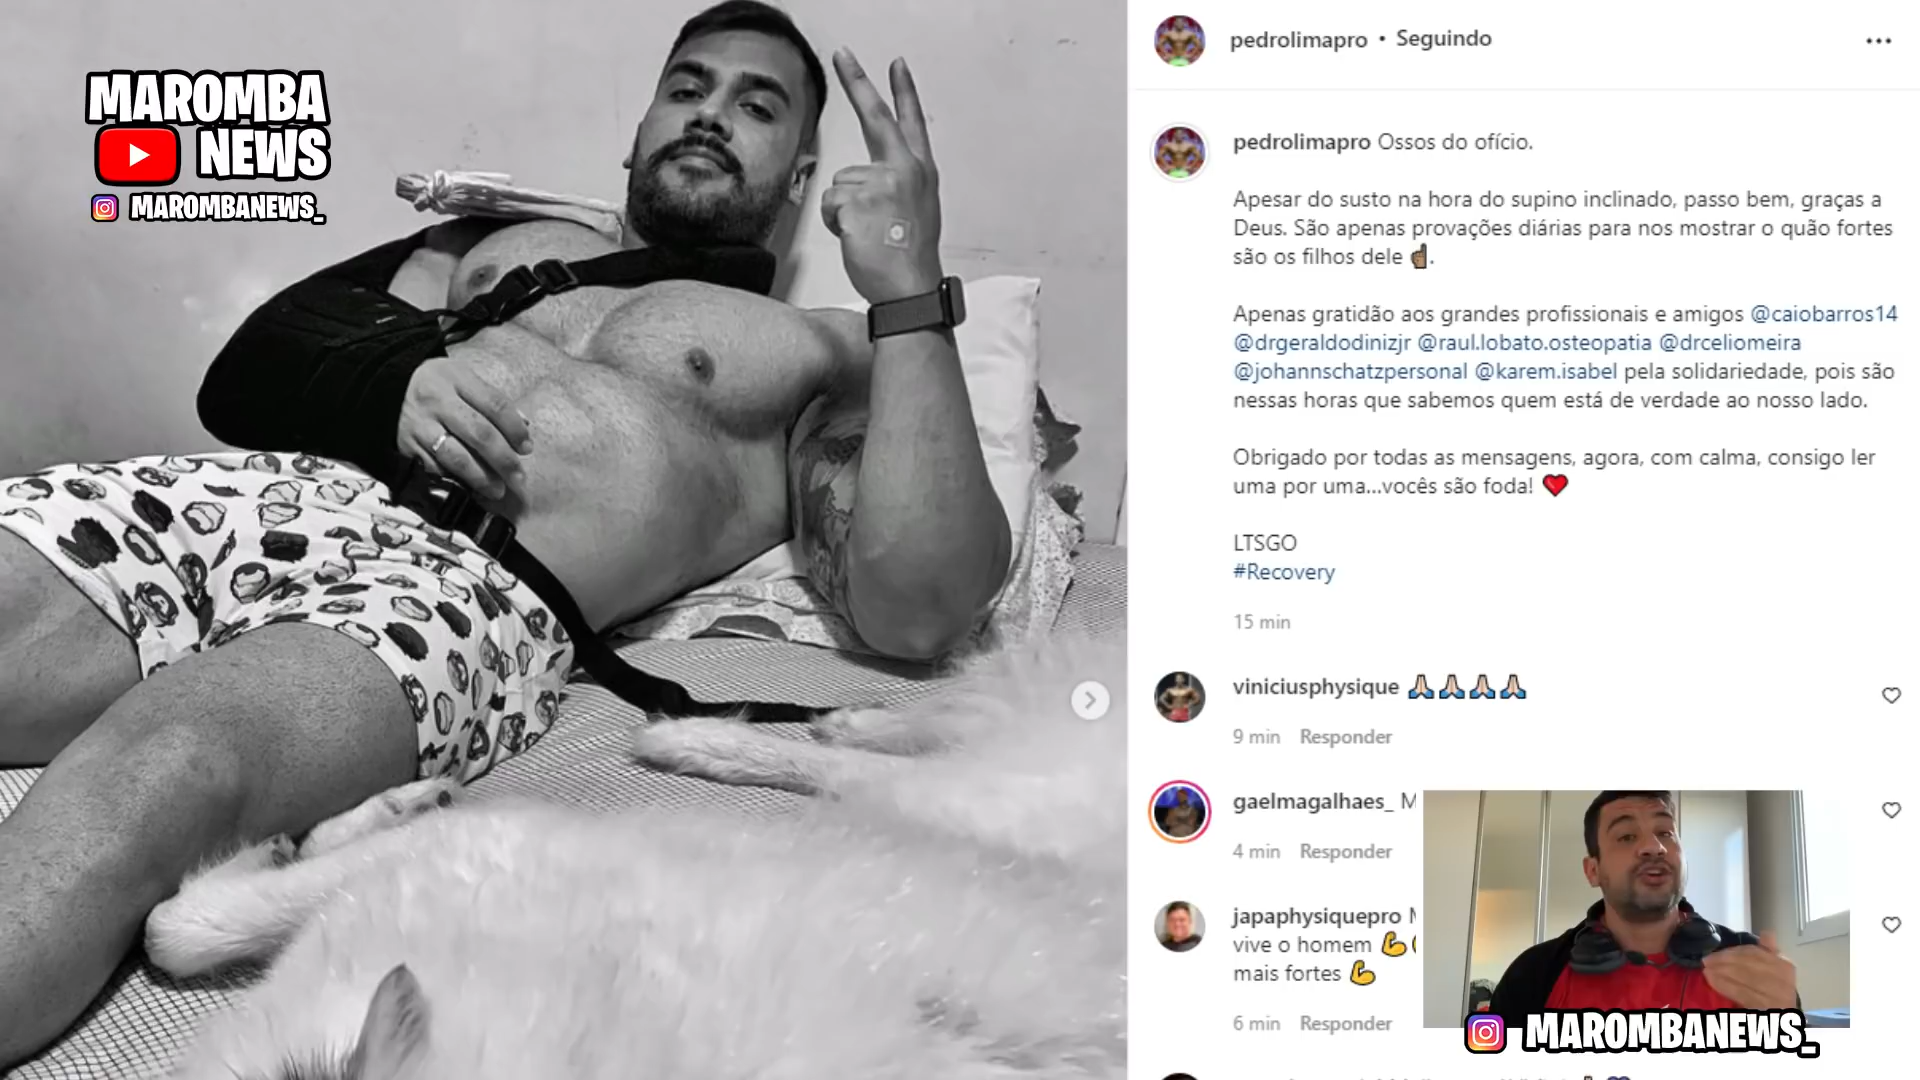 MAROMBA
NEWS
MAROMBANEWS_
pedrolimapro • Seguindo
pedrolimapro Ossos do ofício.
Apesar do susto na hora do supino inclinado, passo bem, graças a
Deus. São apenas provações diárias para nos mostrar o quão fortes
são os filhos dele ☝🏽.
Apenas gratidão aos grandes profissionais e amigos @caiobarros14
@drgeraldodinizjr @raul.lobato.osteopatia @drceliomeira
@johannschatzpersonal @karem.isabel pela solidariedade, pois são
nessas horas que sabemos quem está de verdade ao nosso lado.
Obrigado por todas as mensagens, agora, com calma, consigo ler
uma por uma...vocês são foda! ❤️
LTSGO
#Recovery
15 min
viniciusphysique 🙏🏻🙏🏻🙏🏻🙏🏻
9 min Responder
gaelmagalhaes_ M
4 min Responder
japaphysiquepro
vive o homem 💪
mais fortes 💪
6 min Responder
MAROMBANEWS_